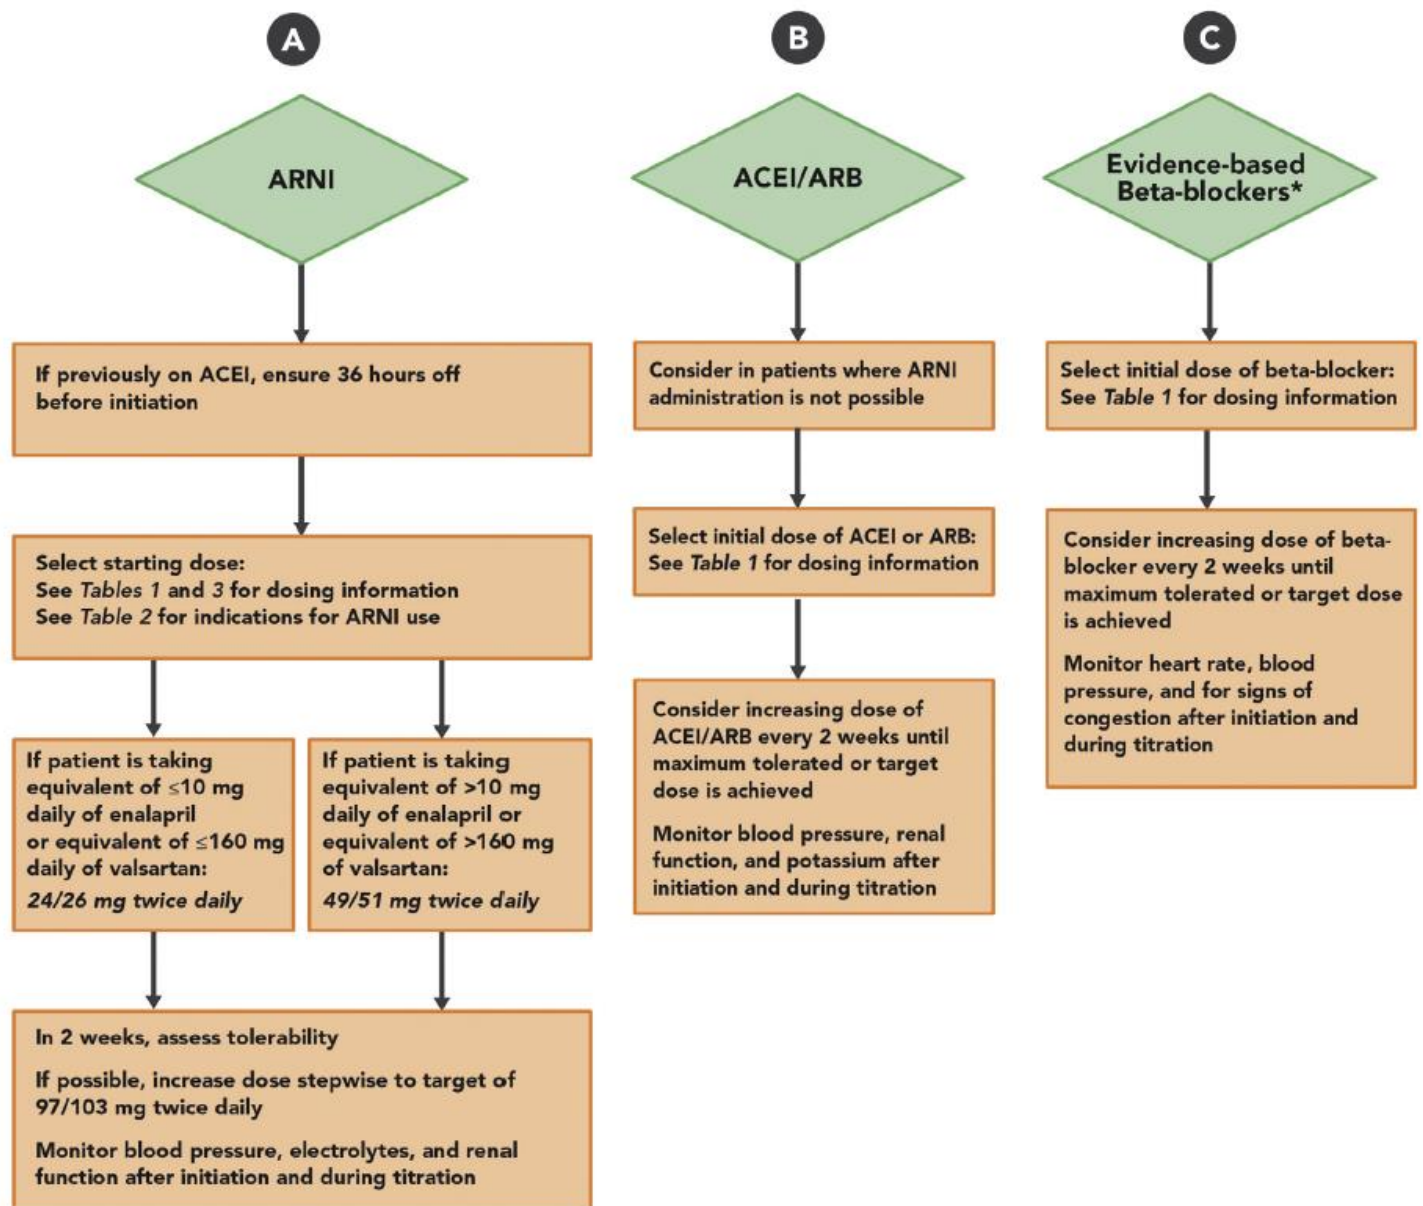 A
ARNI
If previously on ACEI, ensure 36 hours off
before initiation
Select starting dose:
See Tables 1 and 3 for dosing information
See Table 2 for indications for ARNI use
If patient is taking
equivalent of ≤10 mg
daily of enalapril
or equivalent of ≤160 mg
daily of valsartan:
24/26 mg twice daily
If patient is taking
equivalent of >10 mg
daily of enalapril or
equivalent of >160 mg
of valsartan:
49/51 mg twice daily
In 2 weeks, assess tolerability
If possible, increase dose stepwise to target of
97/103 mg twice daily
Monitor blood pressure, electrolytes, and renal
function after initiation and during titration
B
ACEI/ARB
Consider in patients where ARNI
administration is not possible
Select initial dose of ACEI or ARB:
See Table 1 for dosing information
Consider increasing dose of
ACEI/ARB every 2 weeks until
maximum tolerated or target
dose is achieved
Monitor blood pressure, renal
function, and potassium after
initiation and during titration
C
Evidence-based
Beta-blockers*
Select initial dose of beta-blocker:
See Table 1 for dosing information
Consider increasing dose of beta-
blocker every 2 weeks until
maximum tolerated or target dose
is achieved
Monitor heart rate, blood
pressure, and for signs of
congestion after initiation and
during titration